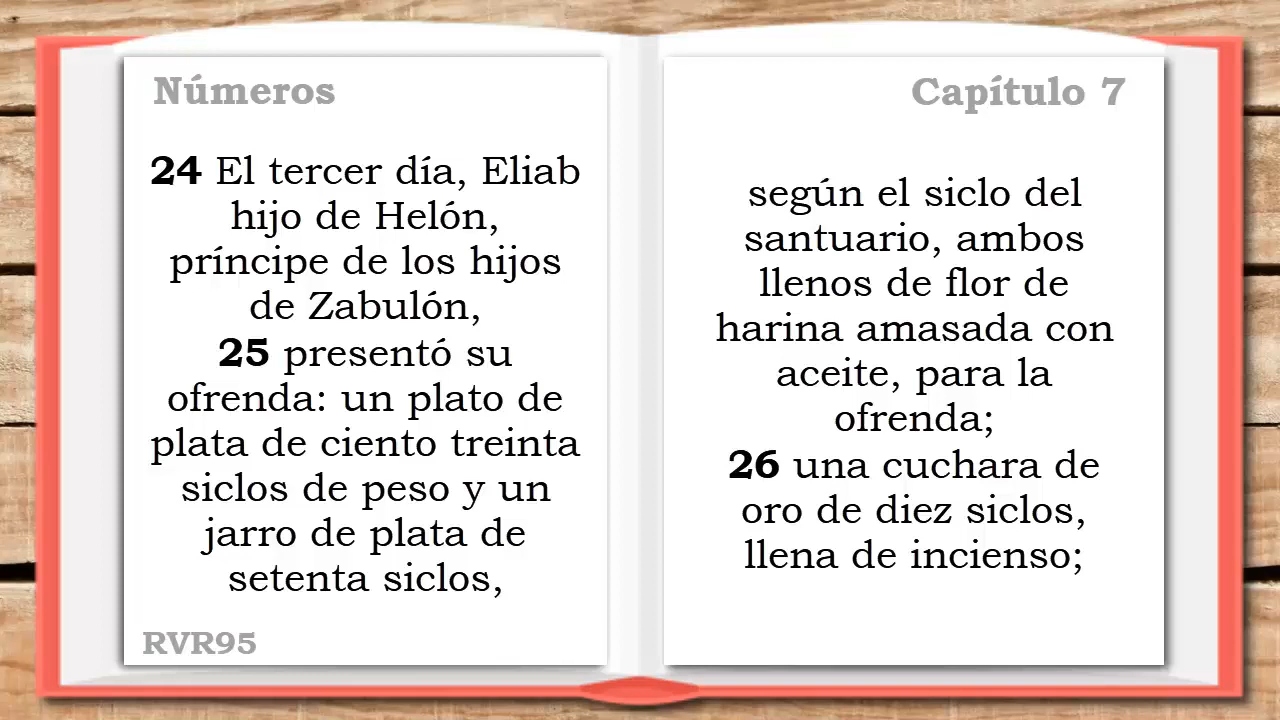 Números
24 El tercer día, Eliab
hijo de Helón,
príncipe de los hijos
de Zabulón,
25 presentó su
ofrenda: un plato de
plata de ciento treinta
siclos de peso y un
jarro de plata de
setenta siclos,
RVR95
Capítulo 7
según el siclo del
santuario, ambos
llenos de flor de
harina amasada con
aceite, para la
ofrenda;
26 una cuchara de
oro de diez siclos,
llena de incienso;